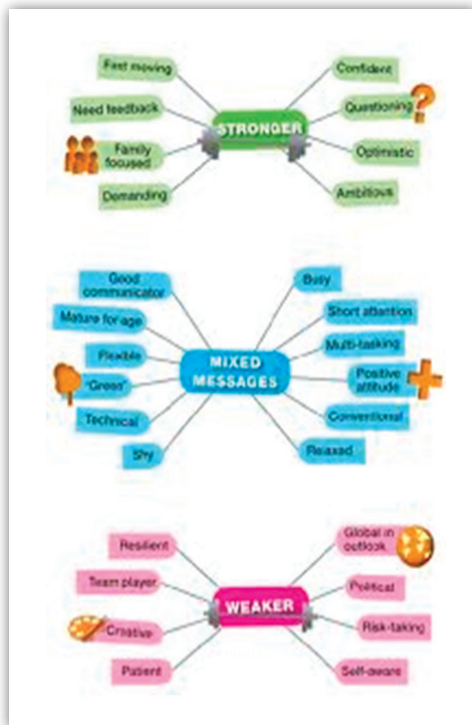 Fast moving
Need feedback
Family
focused
Demanding
STRONGER
Confident
Questioning
?
Optimistic
Ambitious
Good
communicator
Mature for age
Flexible
"Green"
Technical
Shy
MIXED
MESSAGES
Busy
Short attention
Multi-tasking
Positive
attitude
Conventional
Relaxed
Resilient
Team player
Creative
Patient
WEAKER
Global in
outlook
Political
Risk-taking
Self-aware